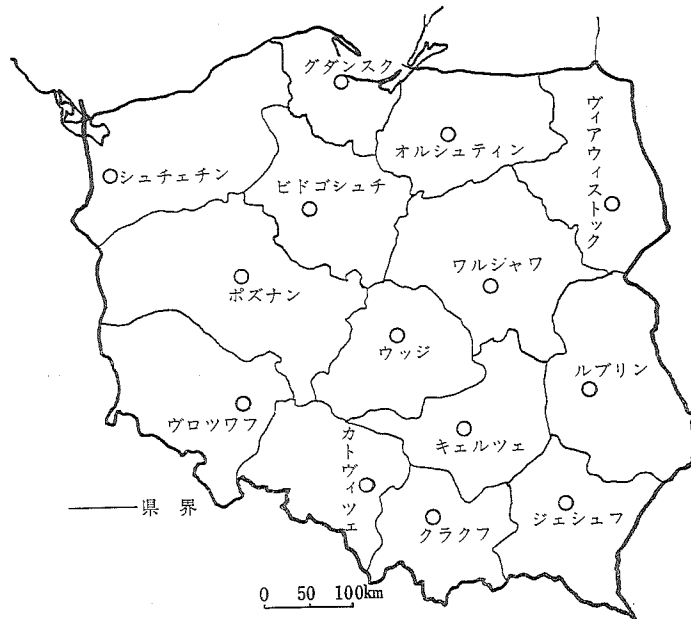 グダンスク
オルシュティン
ヴィアウィストック
シュチェチン
ビドゴシュチ
ワルジャワ
ポズナン
ウッジ
ルブリン
ヴロツワフ
カトヴィツェ
キェルツェ
県界
クラクフ
ジェシュフ
0 50 100km